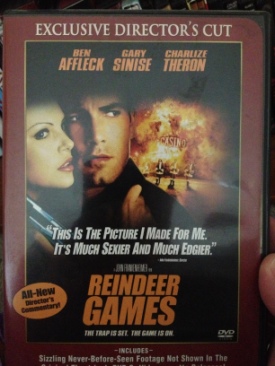 EXCLUSIVE DIRECTOR'S CUT
BEN GARY CHARLIZE
AFFLECK SINISE THERON
CASINO
"THIS IS THE PICTURE I MADE FOR ME.
IT'S MUCH SEXIER AND MUCH EDGIER."
REINDEER
GAMES
All-New
Director's
Commentary!
THE TRAP IS SET. THE GAME IS ON.
DVD
–INCLUDES–
Sizzling Never-Before-Seen Footage Not Shown In The